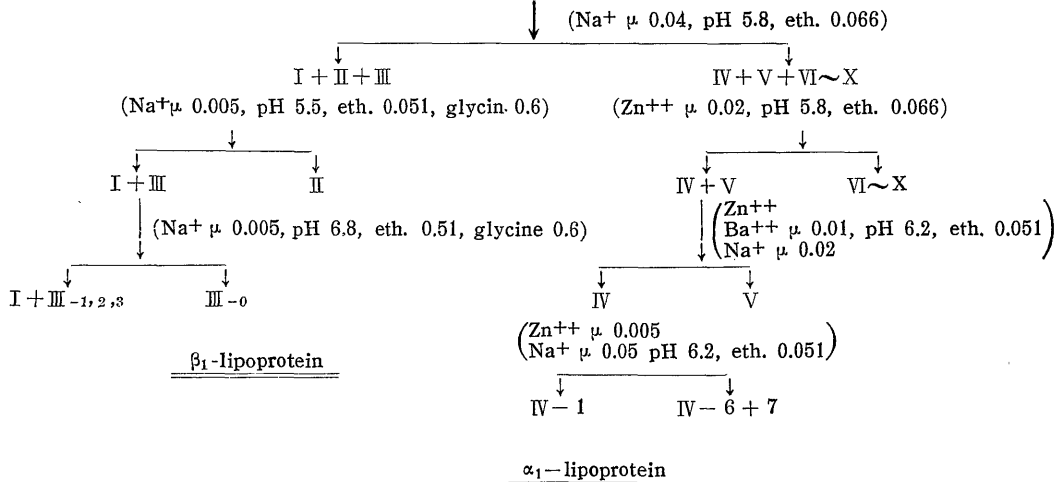 (Na+ μ 0.04, pH 5.8, eth. 0.066)
I+II+III
IV+V+VI~X
(Na+μ 0.005, pH 5.5, eth. 0.051, glycin 0.6)
(Zn++ μ 0.02, pH 5.8, eth. 0.066)
I+III
II
IV+V
VI~X
(Na+ μ 0.005, pH 6.8, eth. 0.51, glycine 0.6)
(Zn++
Ba++ μ 0.01, pH 6.2, eth. 0.051)
Na+ μ 0.02
I+III-1,2,3
III-0
IV
V
(Zn++ μ 0.005
Na+ μ 0.05 pH 6.2, eth. 0.051)
β1-lipoprotein
IV-1
IV-6+7
α1-lipoprotein